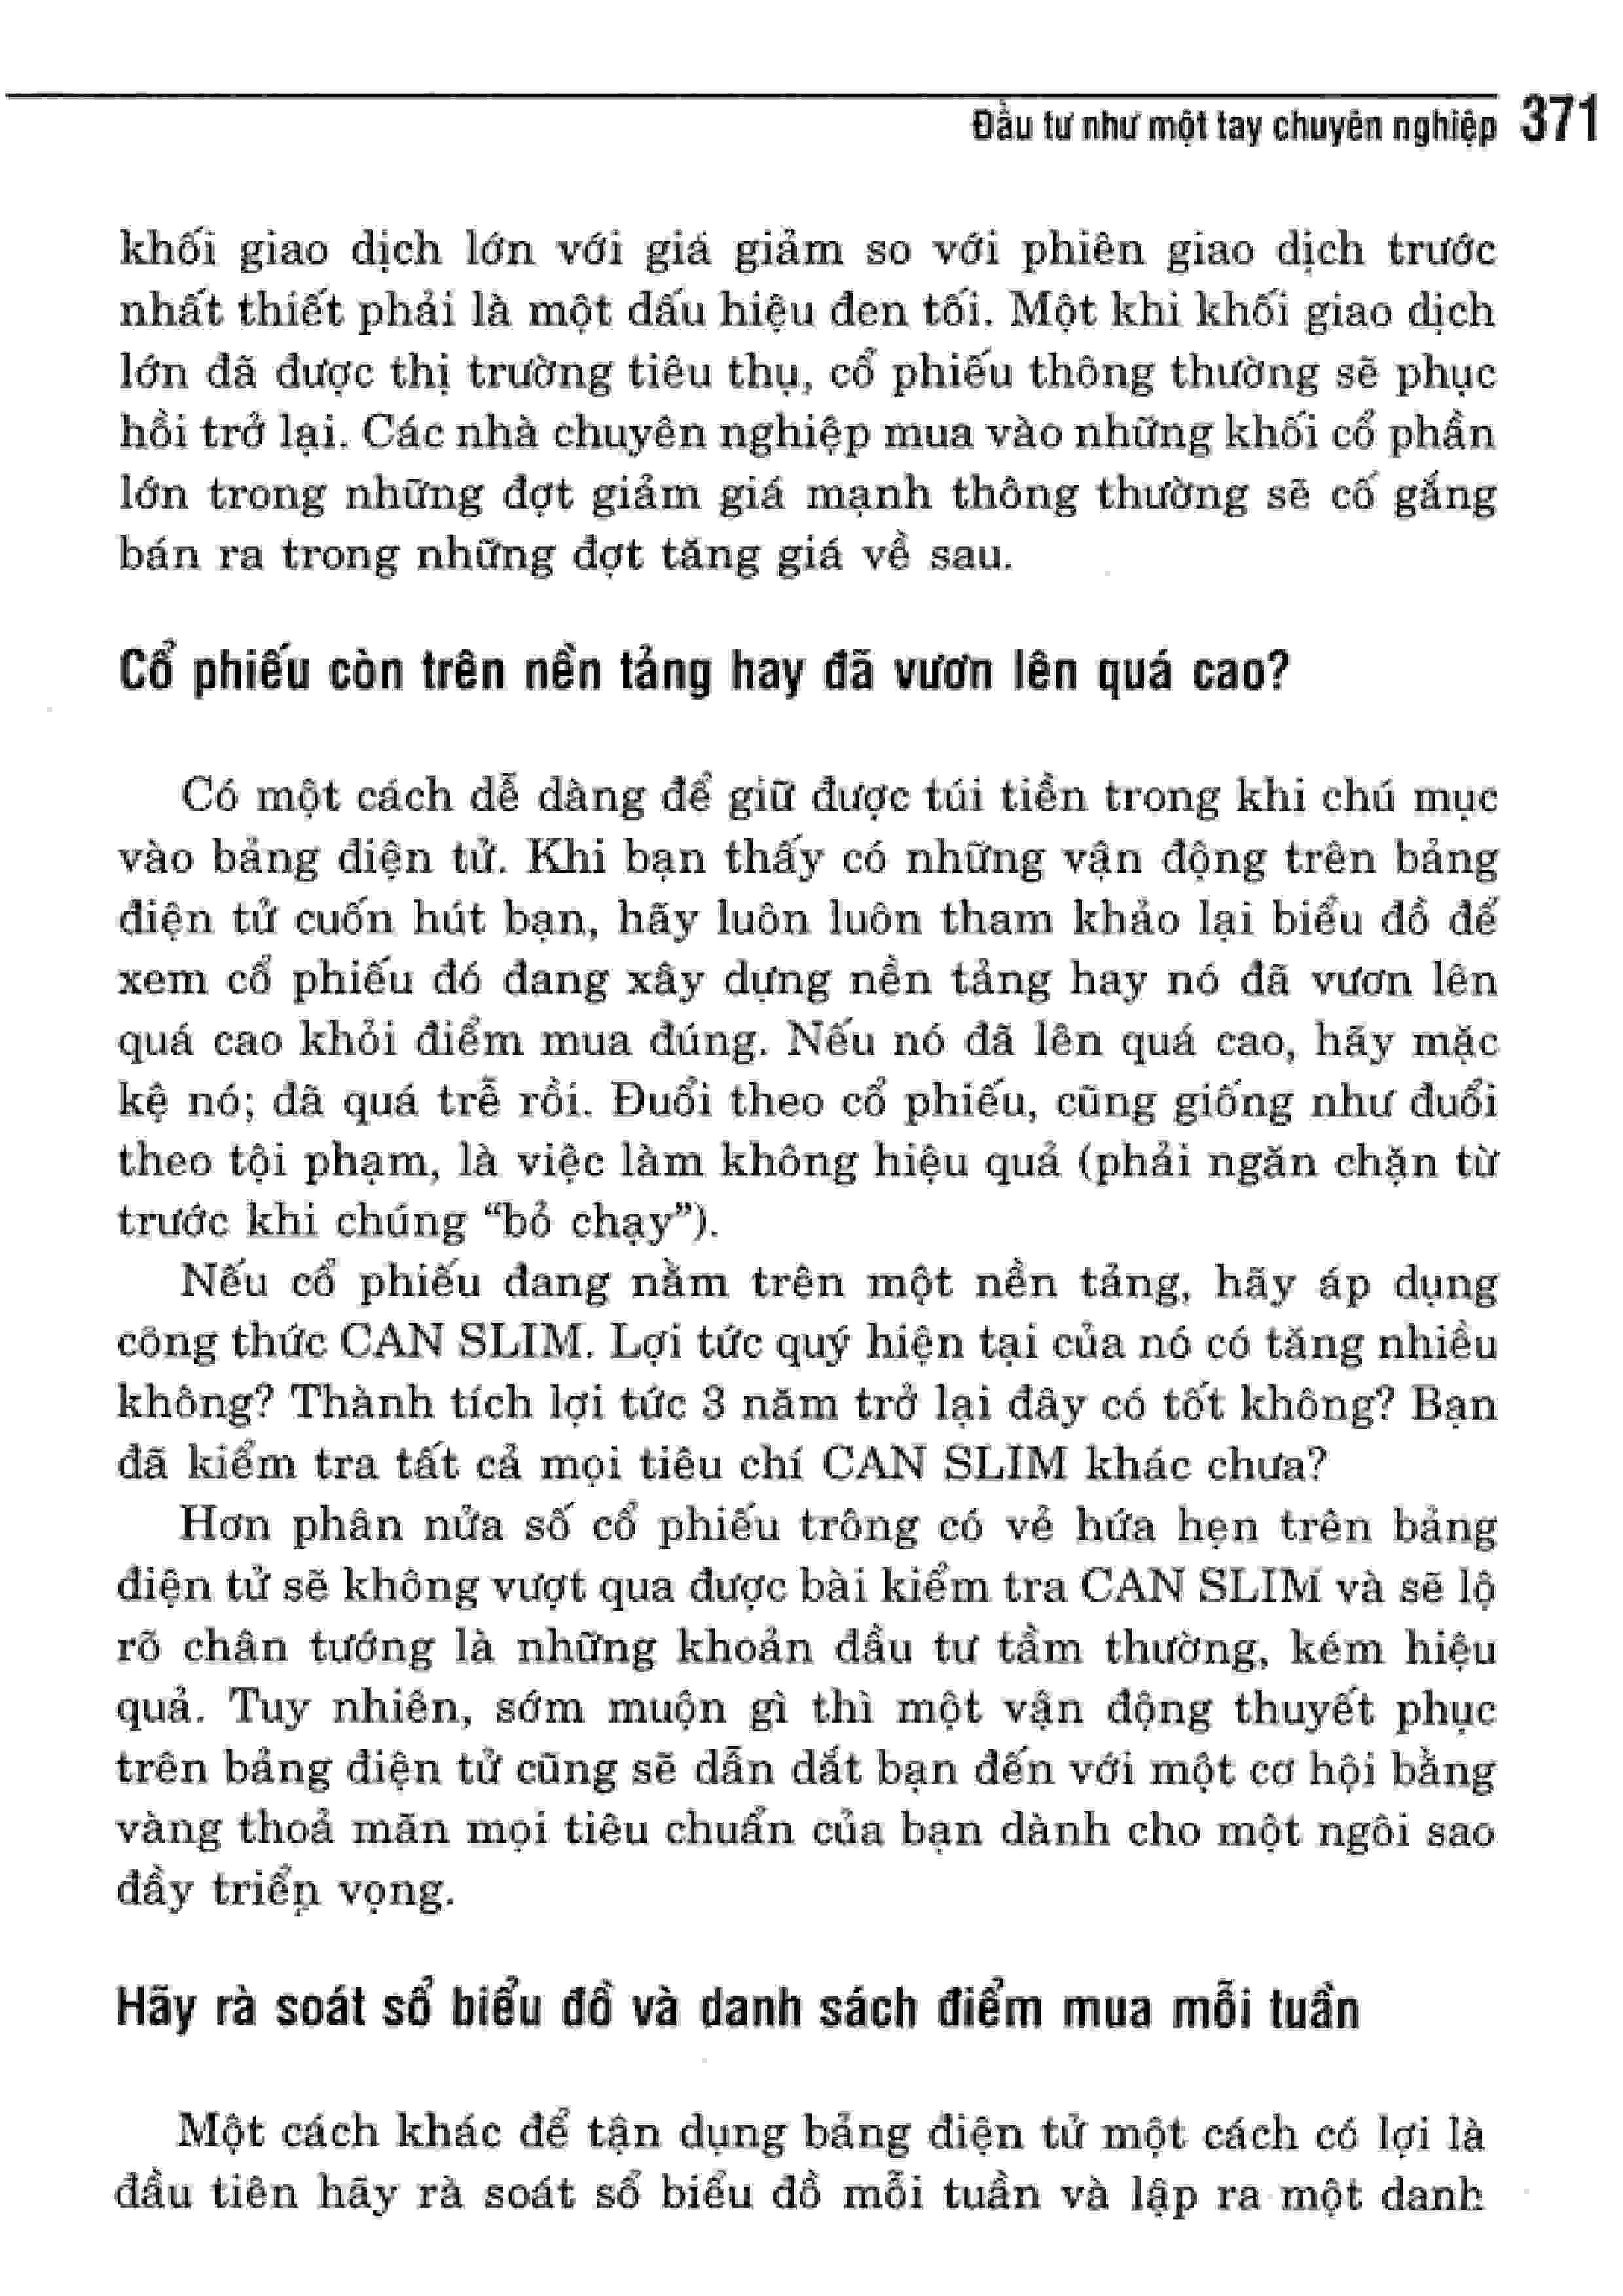 Đầu tư như một tay chuyên nghiệp 371
khối giao dịch lớn với giá giảm so với phiên giao dịch trước
nhất thiết phải là một dấu hiệu đen tối. Một khi khối giao dịch
lớn đã được thị trường tiêu thụ, cổ phiếu thông thường sẽ phục
hồi trở lại. Các nhà chuyên nghiệp mua vào những khối cổ phần
lớn trong những đợt giảm giá mạnh thông thường sẽ cố gắng
bán ra trong những đợt tăng giá về sau.
Cổ phiếu còn trên nền tảng hay đã vươn lên quá cao?
Có một cách dễ dàng để giữ được túi tiền trong khi chú mục
vào bảng điện tử. Khi bạn thấy có những vận động trên bảng
điện tử cuốn hút bạn, hãy luôn luôn tham khảo lại biểu đồ để
xem cổ phiếu đó đang xây dựng nền tảng hay nó đã vươn lên
quá cao khỏi điểm mua đúng. Nếu nó đã lên quá cao, hãy mặc
kệ nó; đã quá trễ rồi. Đuổi theo cổ phiếu, cũng giống như đuổi
theo tội phạm, là việc làm không hiệu quả (phải ngăn chặn từ
trước khi chúng “bỏ chạy”).
Nếu cổ phiếu đang nằm trên một nền tảng, hãy áp dụng
công thức CAN SLIM. Lợi tức quý hiện tại của nó có tăng nhiều
không? Thành tích lợi tức 3 năm trở lại đây có tốt không? Bạn
đã kiểm tra tất cả mọi tiêu chí CAN SLIM khác chưa?
Hơn phân nửa số cổ phiếu trông có vẻ hứa hẹn trên bảng
điện tử sẽ không vượt qua được bài kiểm tra CAN SLIM và sẽ lộ
rõ chân tướng là những khoản đầu tư tầm thường, kém hiệu
quả. Tuy nhiên, sớm muộn gì thì một vận động thuyết phục
trên bảng điện tử cũng sẽ dẫn dắt bạn đến với một cơ hội bằng
vàng thoả mãn mọi tiêu chuẩn của bạn dành cho một ngôi sao
đầy triển vọng.
Hãy rà soát sổ biểu đồ và danh sách điểm mua mỗi tuần
Một cách khác để tận dụng bảng điện tử một cách có lợi là
đầu tiên hãy rà soát sổ biểu đồ mỗi tuần và lập ra một danh